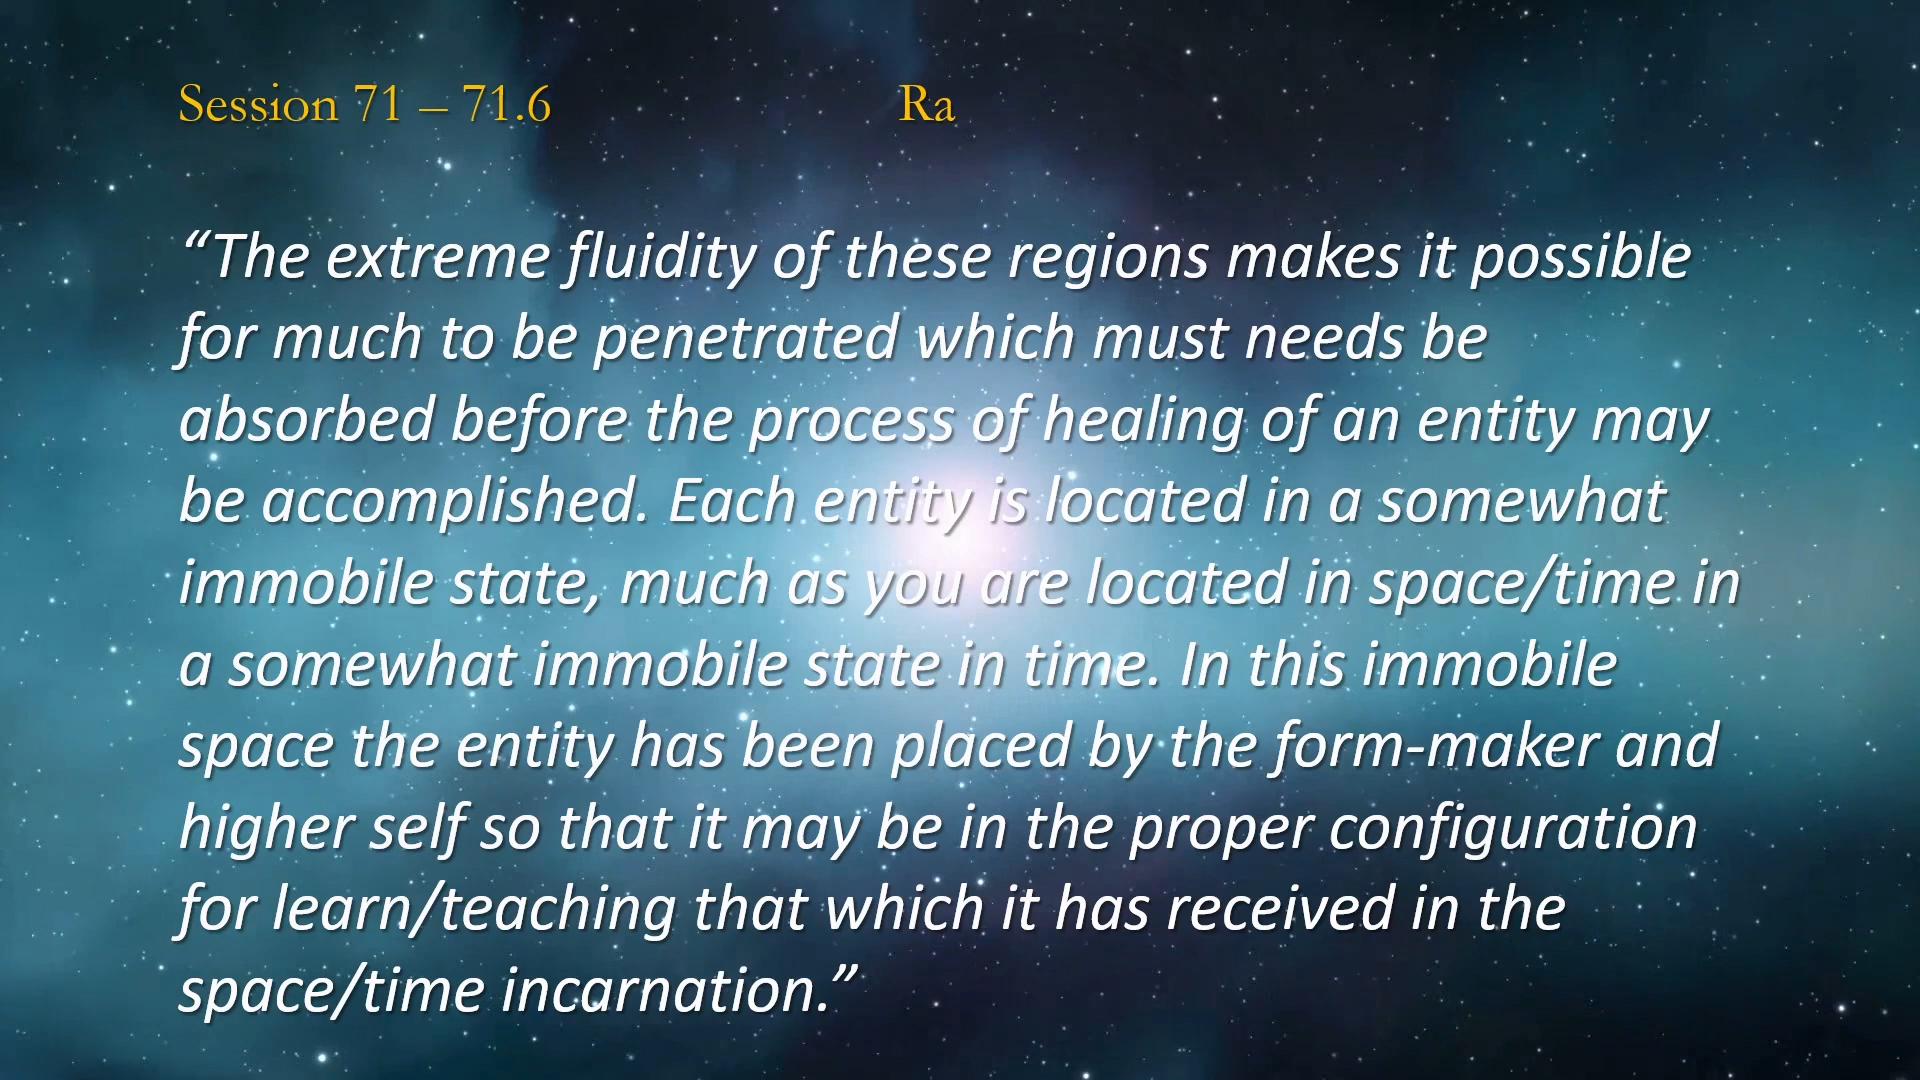 Session 71 – 71.6 Ra
“The extreme fluidity of these regions makes it possible
for much to be penetrated which must needs be
absorbed before the process of healing of an entity may
be accomplished. Each entity is located in a somewhat
immobile state, much as you are located in space/time in
a somewhat immobile state in time. In this immobile
space the entity has been placed by the form-maker and
higher self so that it may be in the proper configuration
for learn/teaching that which it has received in the
space/time incarnation.”